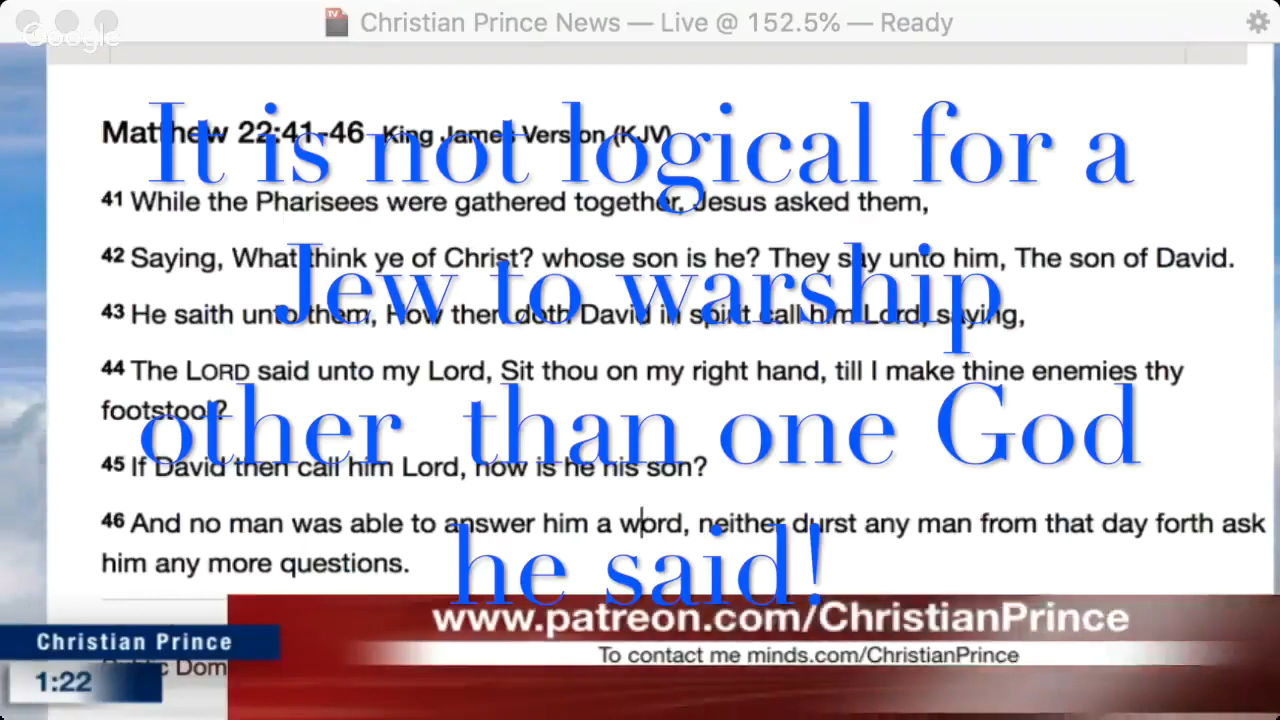 Christian Prince News — Live @ 152.5% — Ready
Google
Matthew 22:41-46 King James Version (KJV)
It is not logical for a
41 While the Pharisees were gathered together, Jesus asked them,
42 Saying, What think ye of Christ? whose son is he? They say unto him, The son of David.
Jew to warship
43 He saith unto them, How then doth David in spirit call him Lord, saying,
44 The LORD said unto my Lord, Sit thou on my right hand, till I make thine enemies thy
footstool?
other than one God
45 If David then call him Lord, how is he his son?
46 And no man was able to answer him a word, neither durst any man from that day forth ask
him any more questions.
he said!
www.patreon.com/ChristianPrince
Christian Prince
To contact me minds.com/ChristianPrince
Dom
1:22